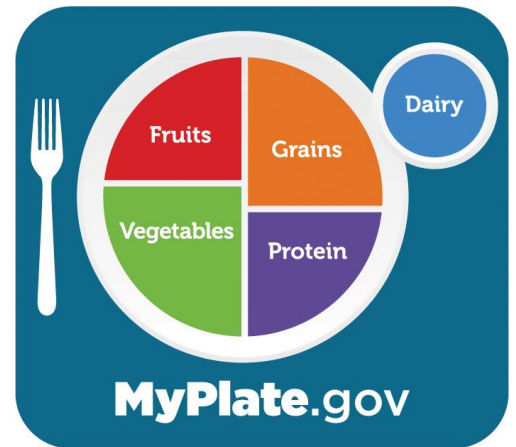 Dairy
Fruits
Grains
Vegetables
Protein
MyPlate.gov